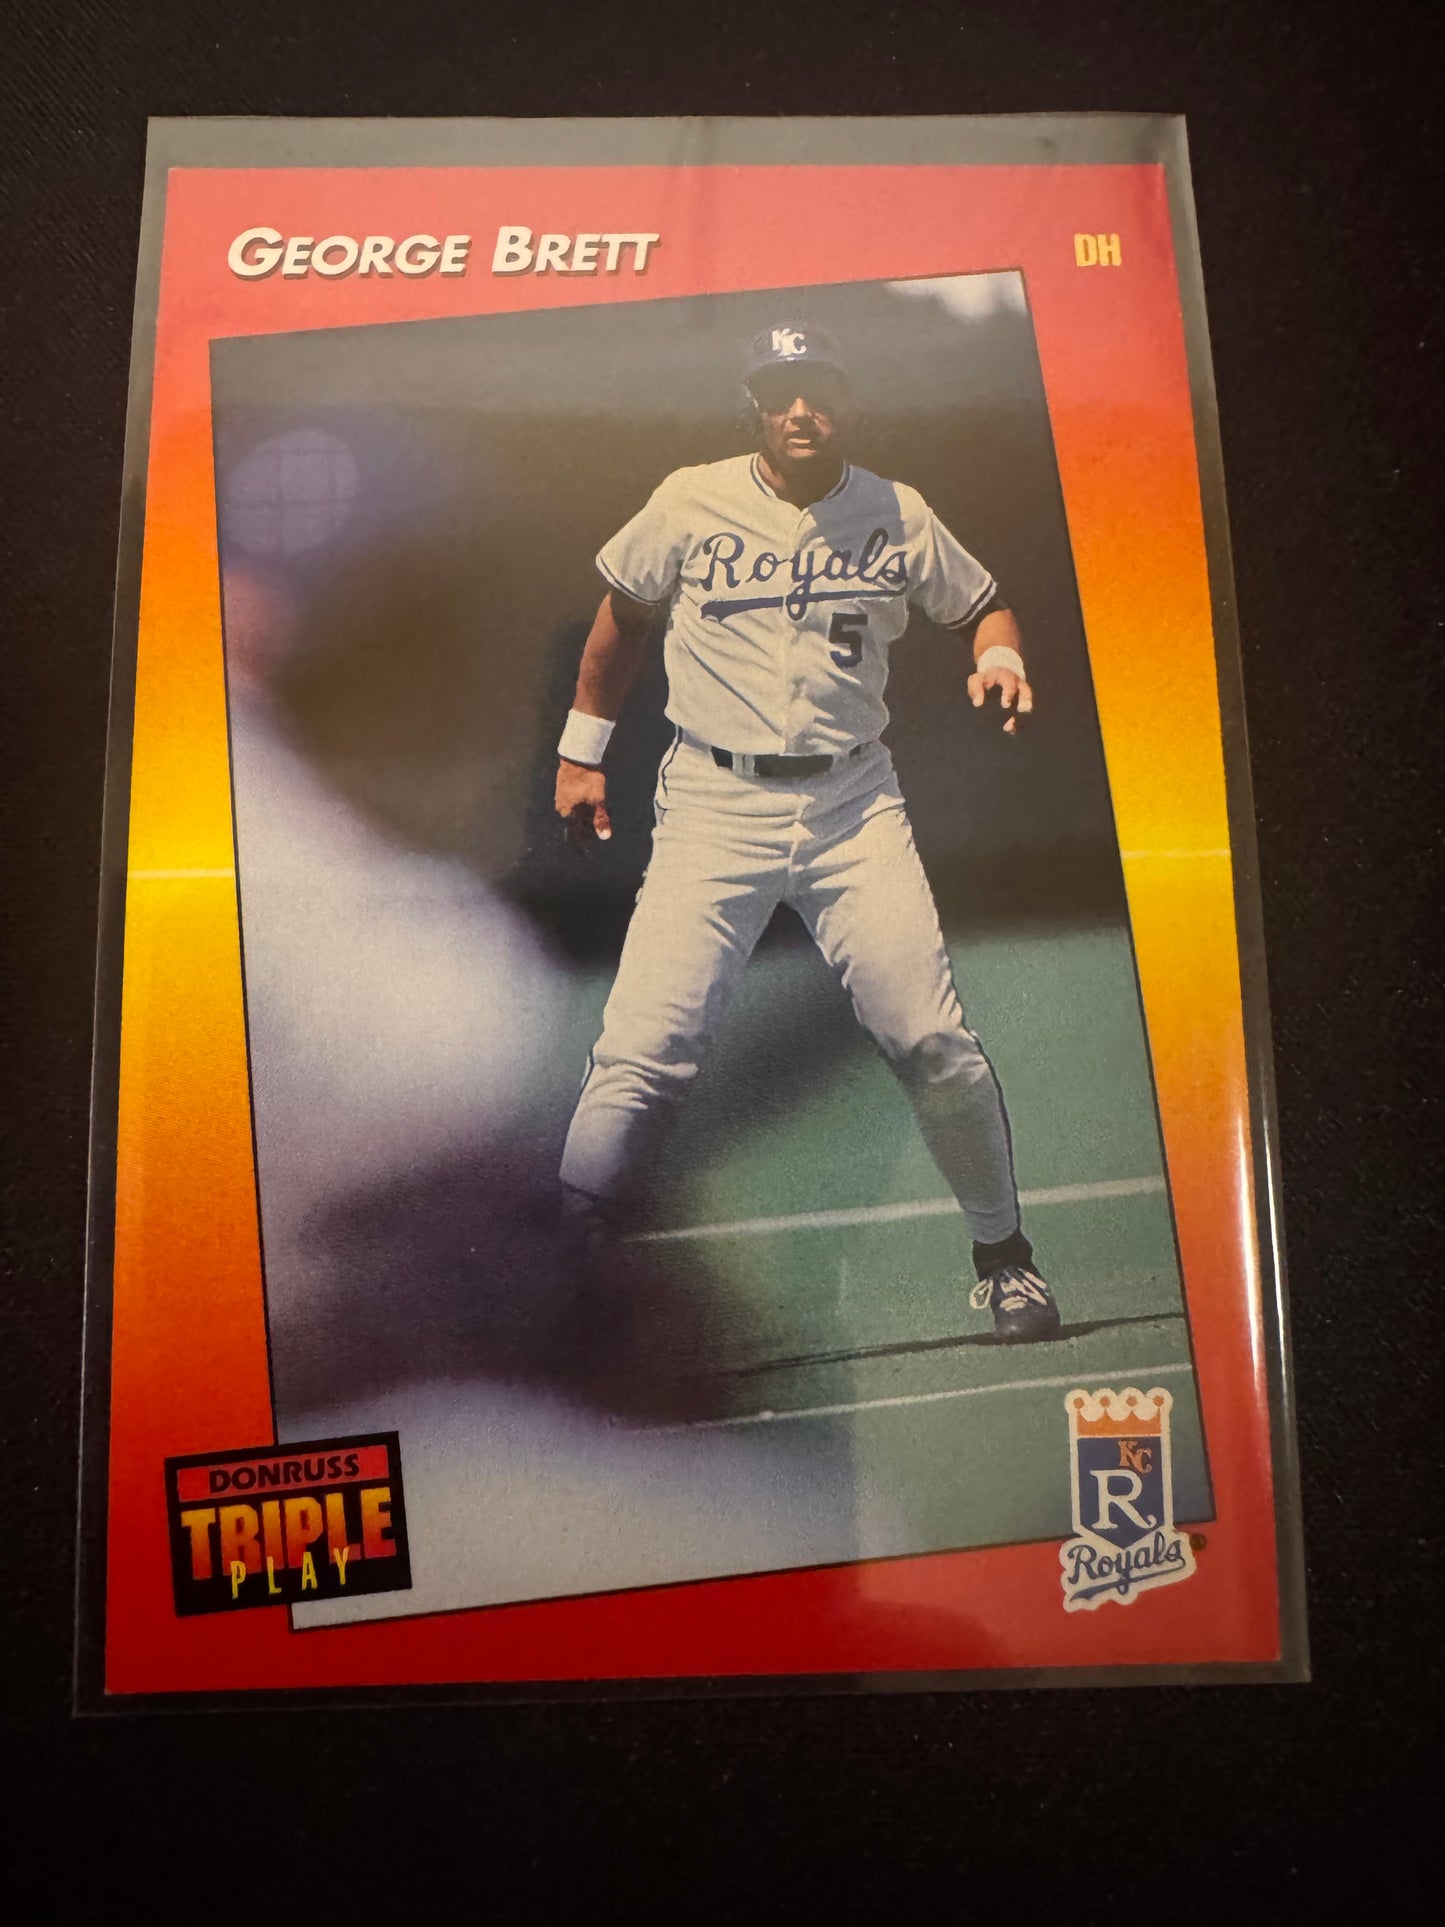 GEORGE BRETT
DH
KC
Royals
5
DONRUSS
TRIPLE
PLAY
KC
R
Royals